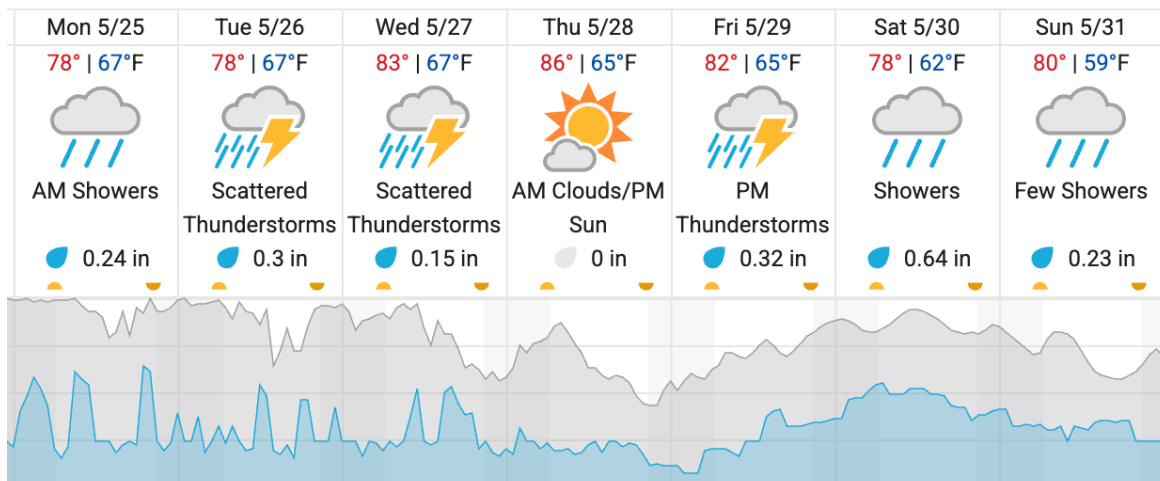 Mon 5/25 Tue 5/26 Wed 5/27 Thu 5/28 Fri 5/29 Sat 5/30 Sun 5/31
78° | 67°F 78° | 67°F 83° | 67°F 86° | 65°F 82° | 65°F 78° | 62°F 80° | 59°F
AM Showers Scattered Scattered AM Clouds/PM PM Showers Few Showers
Thunderstorms Thunderstorms Sun Thunderstorms
0.24 in 0.3 in 0.15 in 0 in 0.32 in 0.64 in 0.23 in